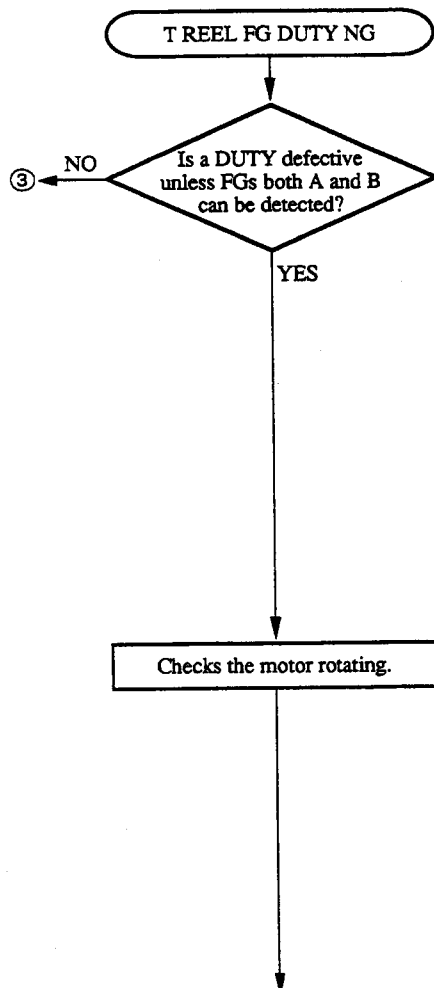 T REEL FG DUTY NG
Is a DUTY defective
unless FGs both A and B
can be detected?
NO
③
YES
Checks the motor rotating.